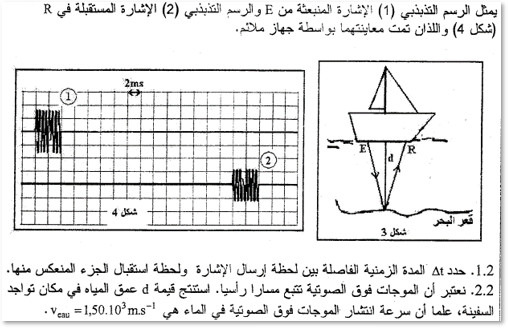 يمثل الرسم التذبذبي (1) الإشارة المنبعثة من E والرسم التذبذبي (2) الإشارة المستقبلة في R
(شكل 4) واللذان تمت معاينتهما بواسطة جهاز ملائم.
2ms
1
2
شكل 4
E
d
R
قعر البحر
شكل 3
1.2. حدد Δt المدة الزمنية الفاصلة بين لحظة إرسال الإشارة ولحظة استقبال الجزء المنعكس منها.
2.2. نعتبر أن الموجات فوق الصوتية تتبع مسارا رأسيا. استنتج قيمة d عمق المياه في مكان تواجد
السفينة، علما أن سرعة انتشار الموجات فوق الصوتية في الماء هي v_eau = 1,50.10³ m.s⁻¹ .